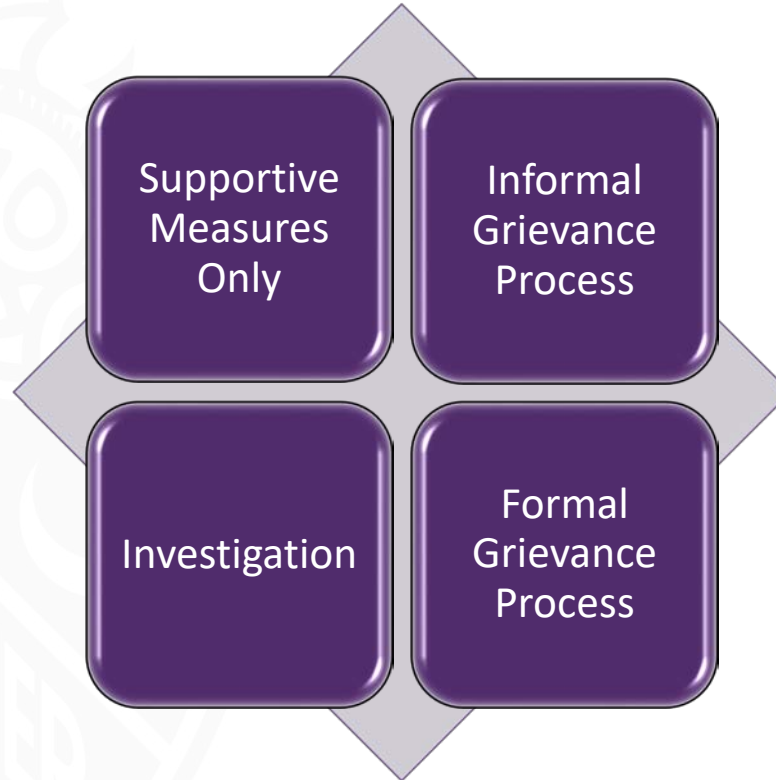 Supportive
Measures
Only
Informal
Grievance
Process
Investigation
Formal
Grievance
Process